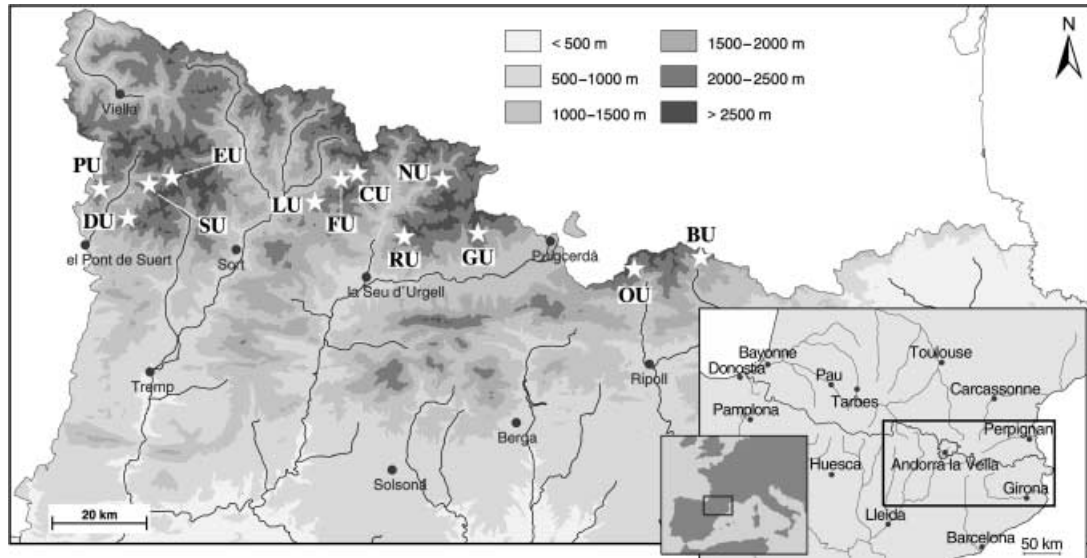 < 500 m
1500–2000 m
500–1000 m
2000–2500 m
1000–1500 m
> 2500 m
N
Viella
PU
EU
NU
CU
LU
FU
DU
SU
RU
GU
BU
OU
el Pont de Suert
Sort
Puigcerdà
la Seu d'Urgell
Tremp
Ripoll
Berga
Solsona
20 km
Bayonne
Toulouse
Donostia
Pau
Tarbes
Carcassonne
Pamplona
Perpignan
Huesca
Andorra la Vella
Girona
Lleida
Barcelona
50 km